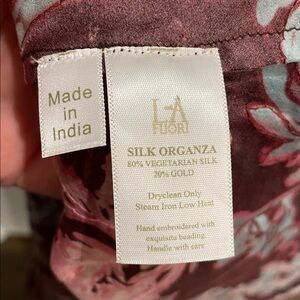 Made
in
India
LA
FUORI
SILK ORGANZA
80% VEGETARIAN SILK
20% GOLD
Dryclean Only
Steam Iron Low Heat
Hand embroidered with
exquisite beading.
Handle with care